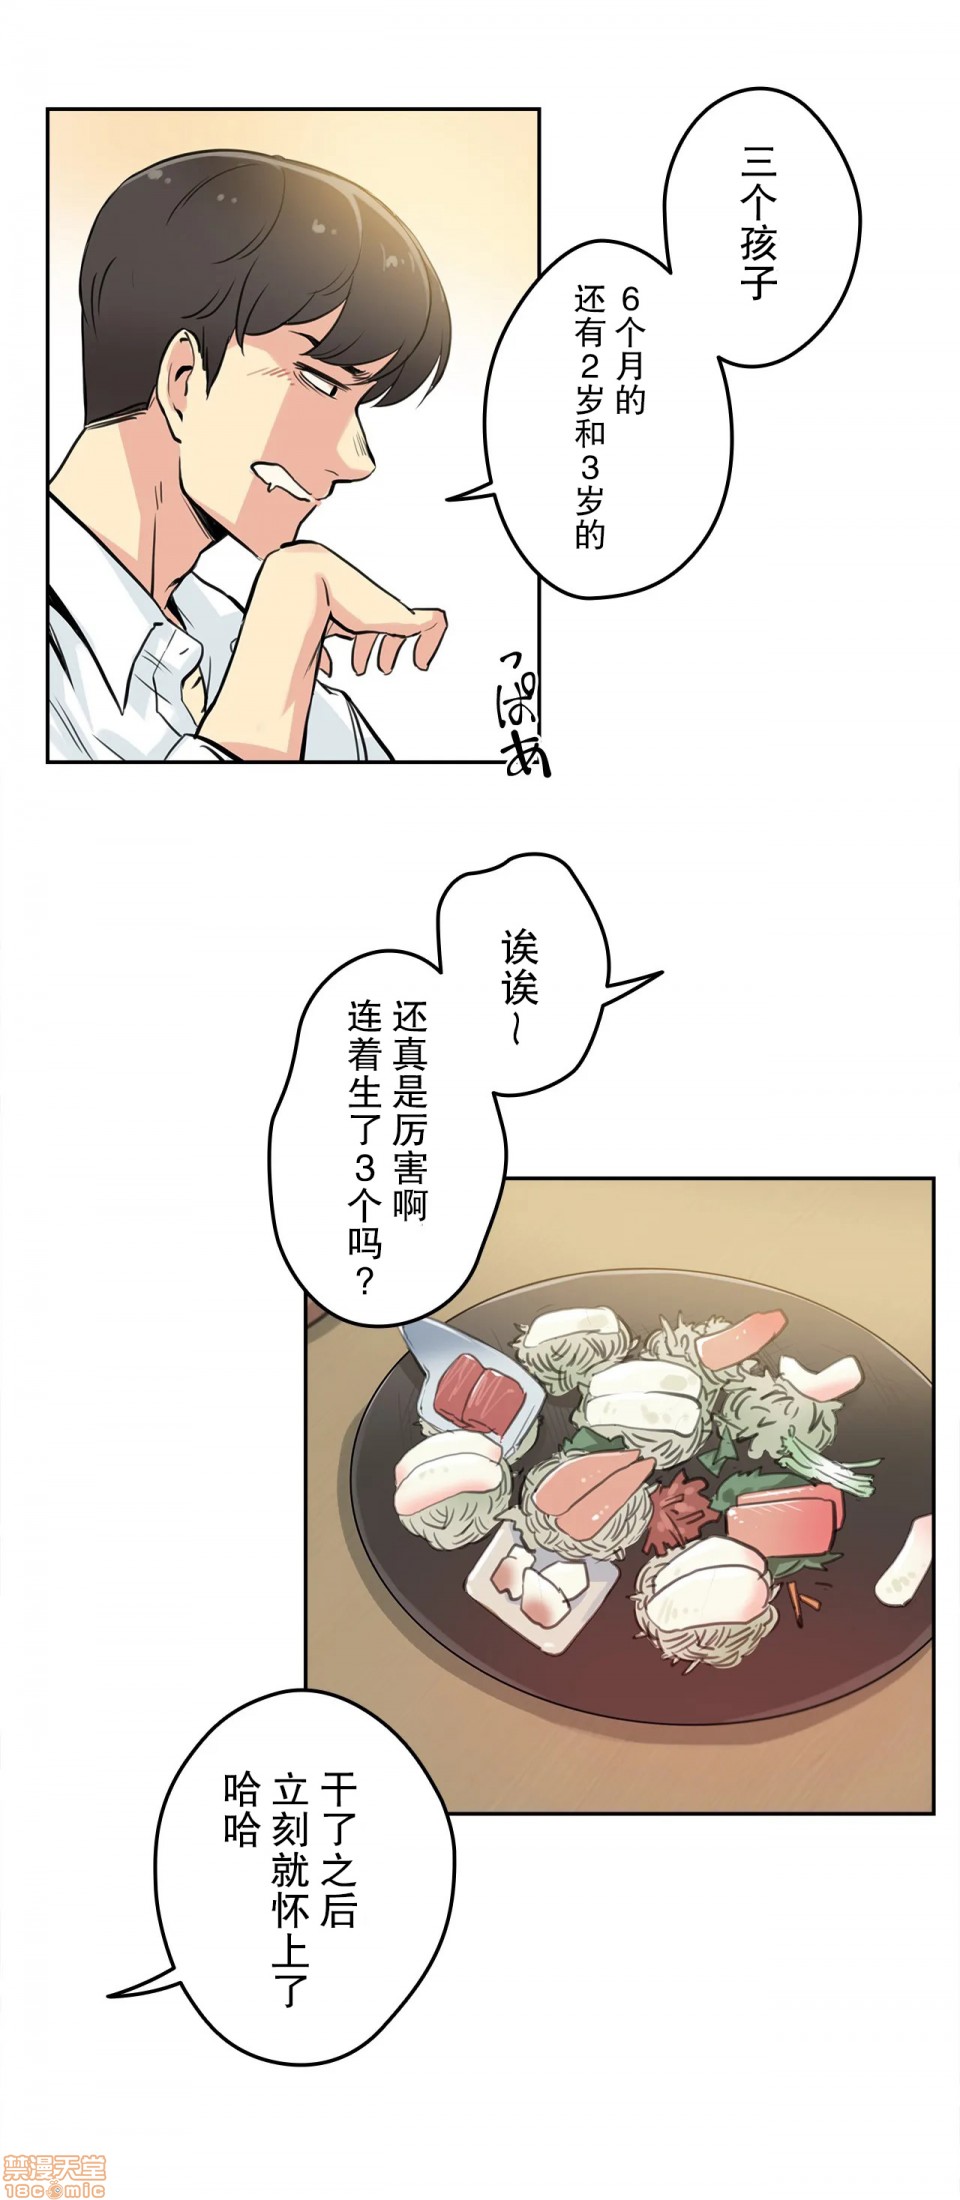 三个孩子
6个月的
还有2岁和3岁的
っぱあ
诶诶~
还真是厉害啊
连着生了3个吗?
干了之后
立刻就怀上了
哈哈
禁漫天堂
18comic